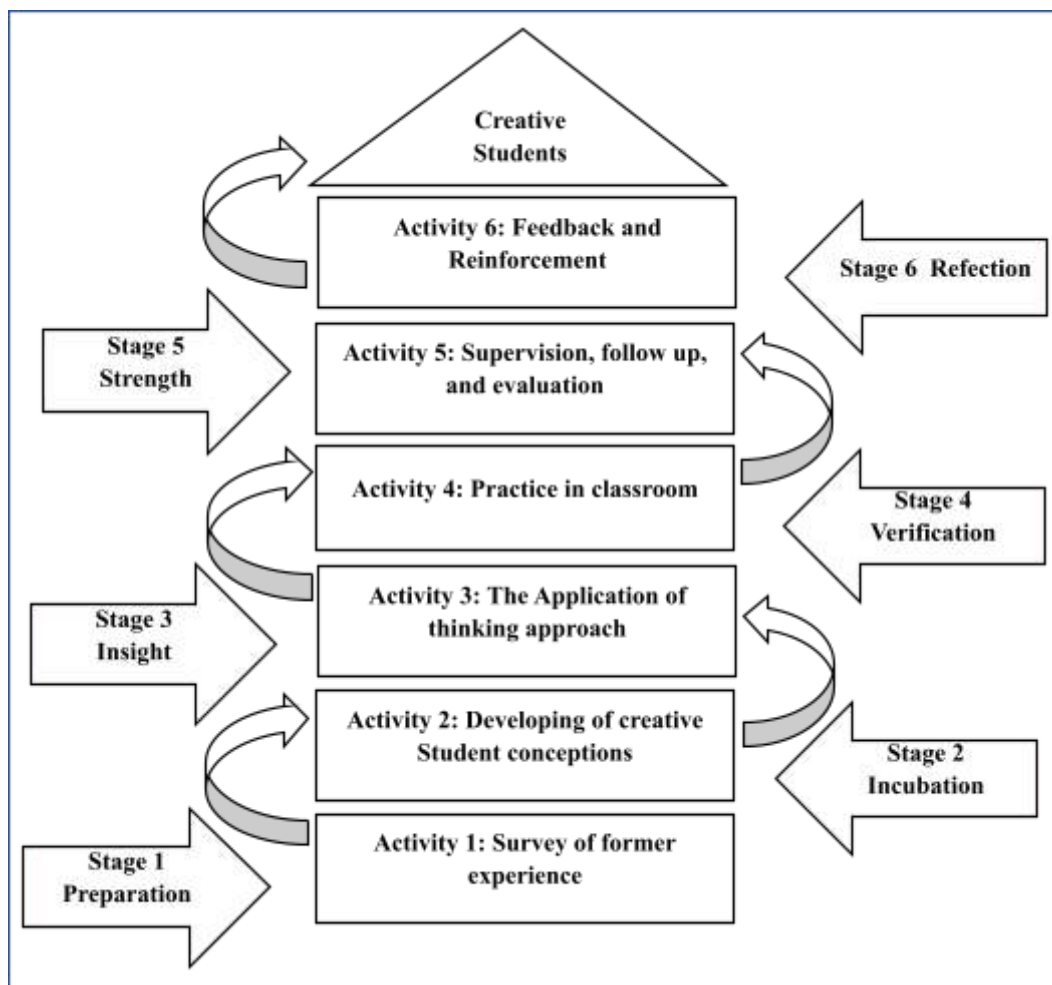 Creative
Students
Activity 6: Feedback and
Reinforcement
Stage 6 Refection
Stage 5
Strength
Activity 5: Supervision, follow up,
and evaluation
Activity 4: Practice in classroom
Stage 4
Verification
Activity 3: The Application of
thinking approach
Stage 3
Insight
Activity 2: Developing of creative
Student conceptions
Stage 2
Incubation
Activity 1: Survey of former
experience
Stage 1
Preparation